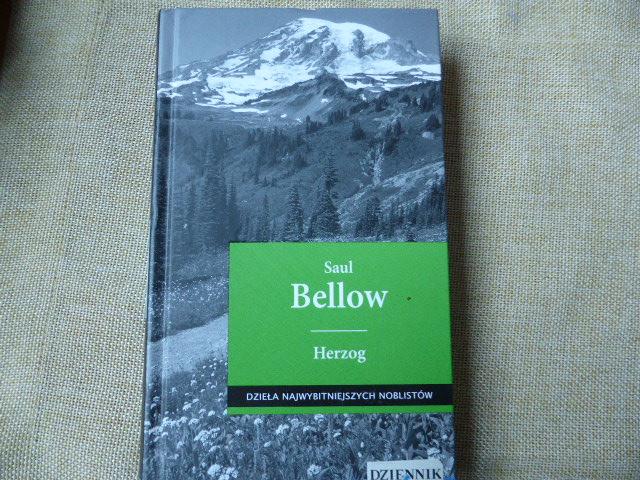 Saul
Bellow
Herzog
DZIEŁA NAJWYBITNIEJSZYCH NOBLISTÓW
DZIENNIK